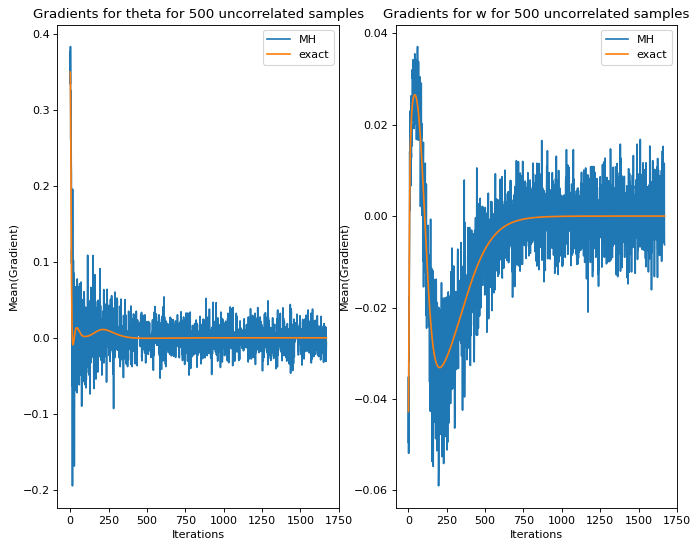 Gradients for theta for 500 uncorrelated samples
MH
exact
0.4
0.3
0.2
0.1
0.0
−0.1
−0.2
Mean(Gradient)
0
250
500
750
1000
1250
1500
1750
Iterations
Gradients for w for 500 uncorrelated samples
MH
exact
0.04
0.02
0.00
−0.02
−0.04
−0.06
Mean(Gradient)
0
250
500
750
1000
1250
1500
1750
Iterations